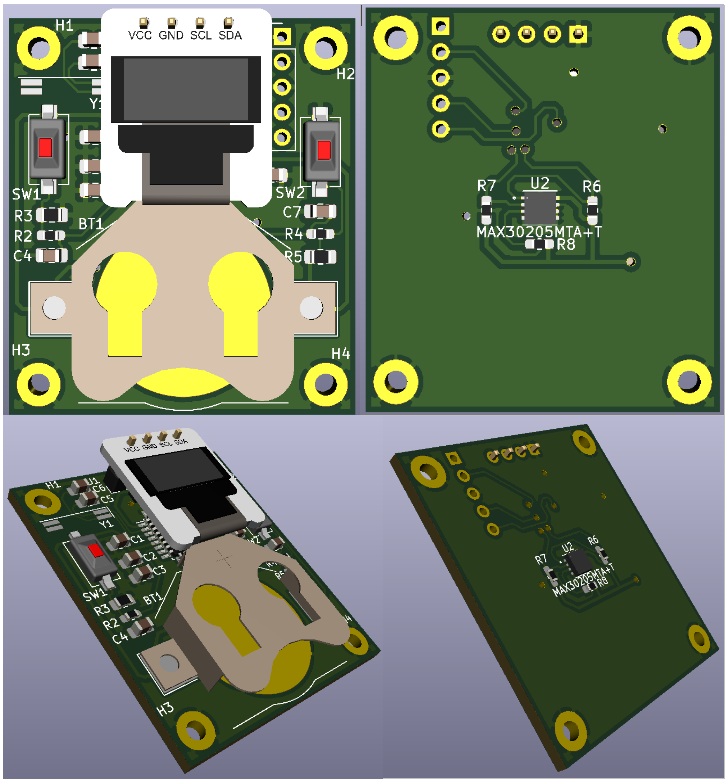 H1
VCC GND SCL SDA
H2
Y1
SW1
SW2
R3
C7
BT1
R2
R4
C4
R5
H3
H4
R7
U2
R6
MAX30205MTA+T
R8
VCC GND SCL SDA
H1
U1
C6
C5
Y1
C1
C2
C3
SW1
R3
BT1
R2
C4
H3
U2
R6
R7
MAX30205MTA+T
R8